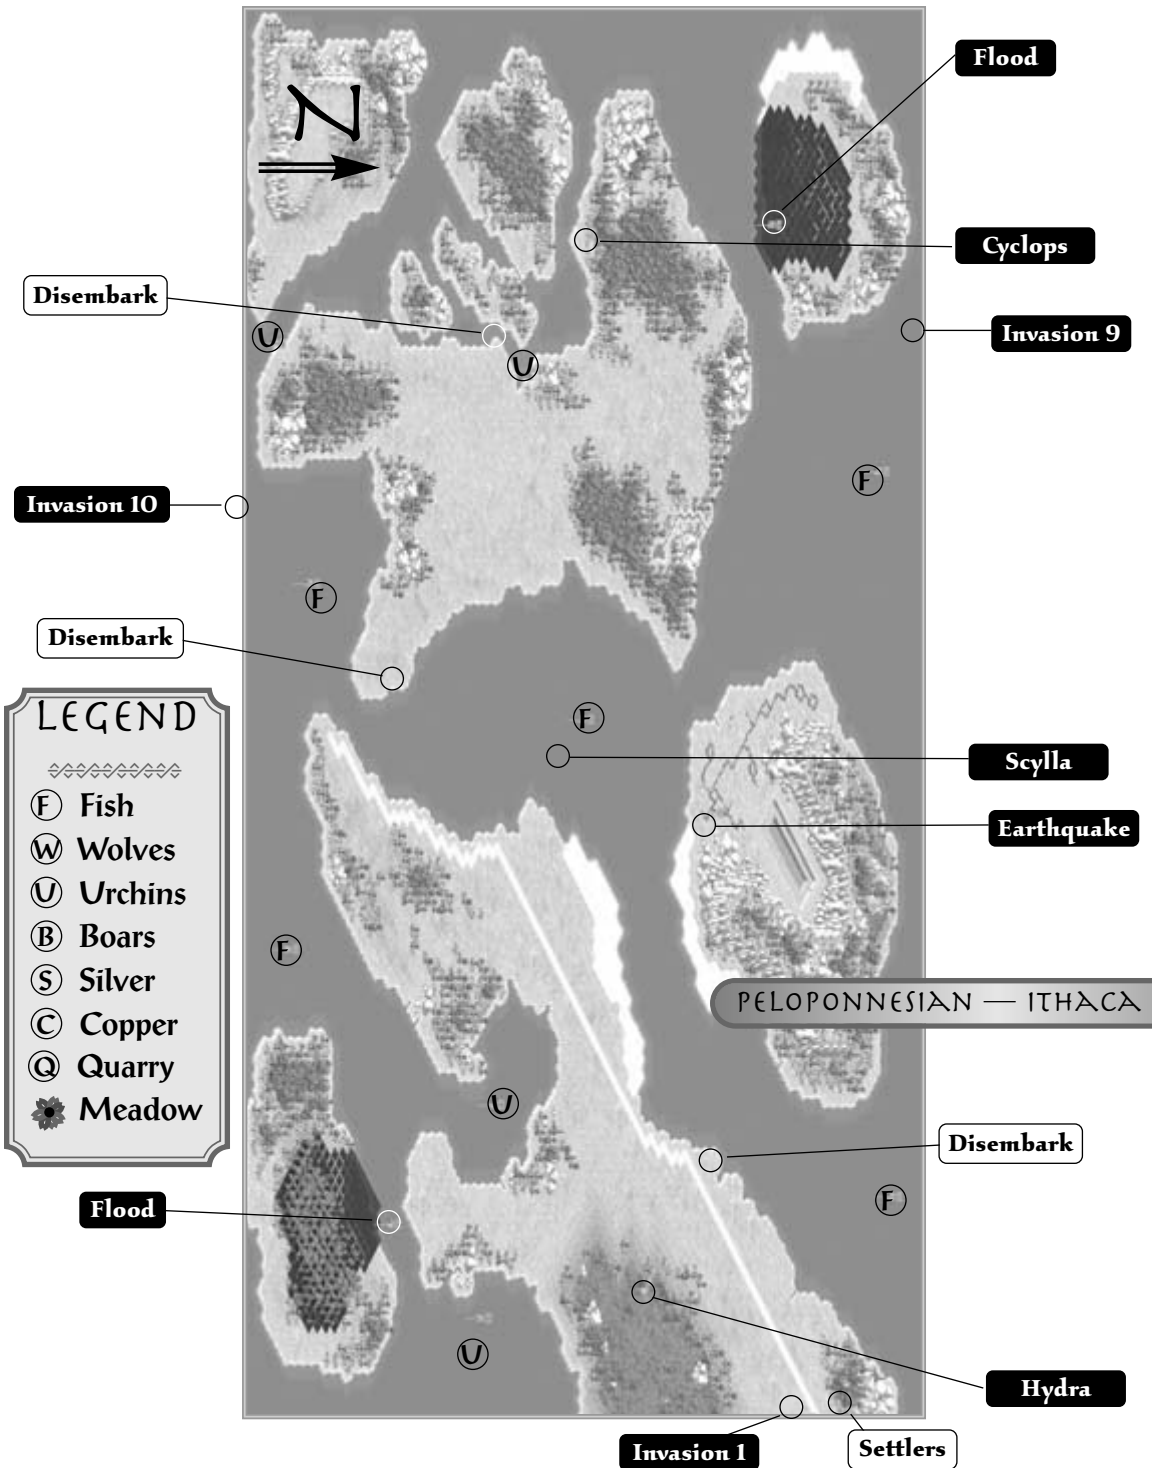 Flood
N
Cyclops
Disembark
Invasion 9
U
U
F
Invasion 10
F
Disembark
F
Scylla
Earthquake
LEGEND
F Fish
W Wolves
U Urchins
B Boars
S Silver
C Copper
Q Quarry
Meadow
F
PELOPONNESIAN — ITHACA
U
Disembark
F
Flood
U
Hydra
Invasion 1
Settlers